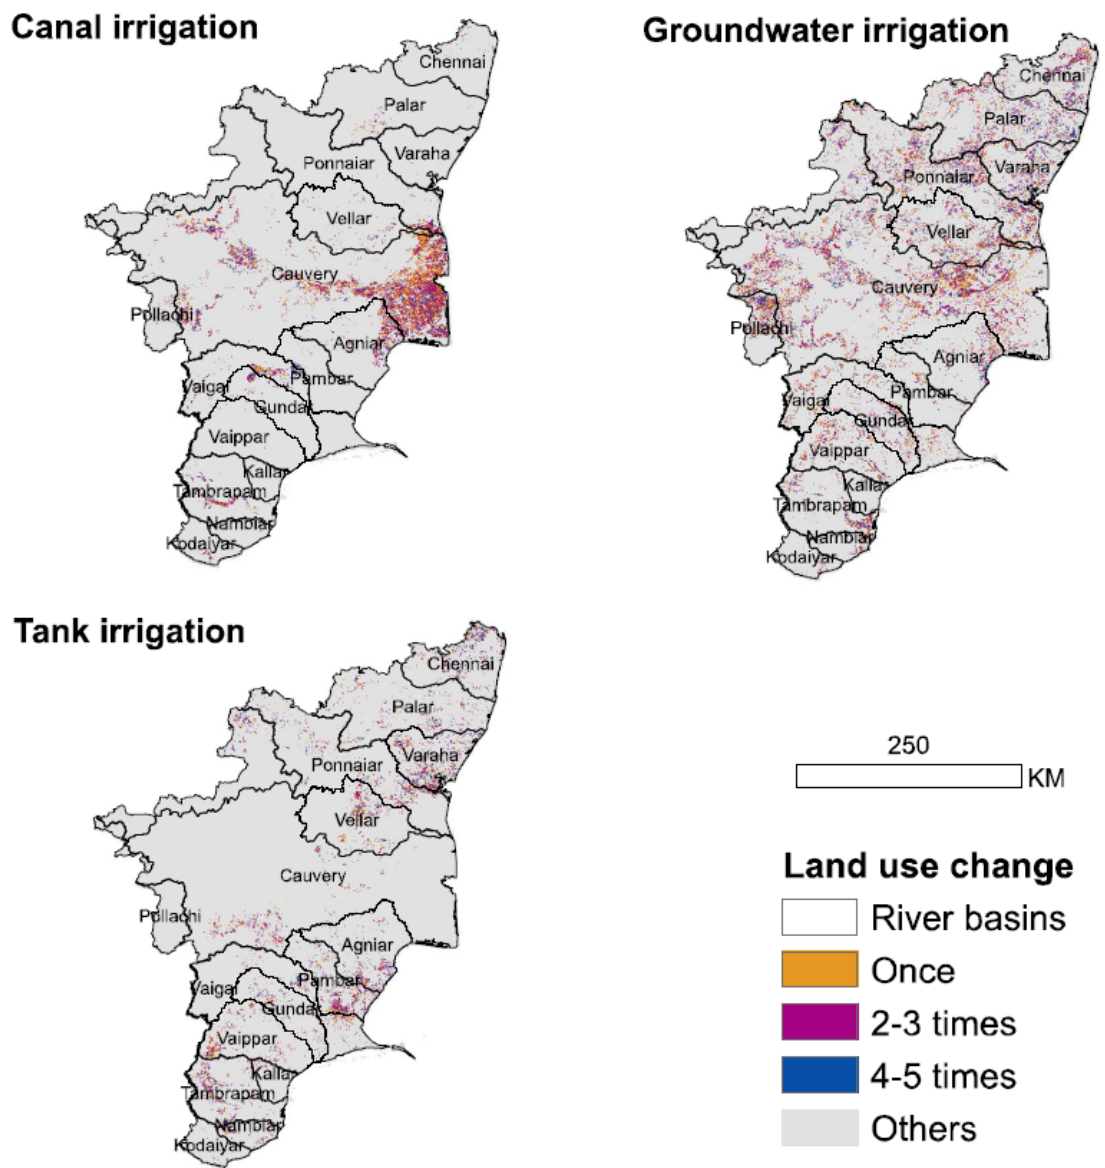 Canal irrigation
Chennai
Palar
Varaha
Ponnaiar
Vellar
Cauvery
Pollachi
Agniar
Pambar
Vaigai
Gundar
Vaippar
Kallar
Tambrapam
Nambiar
Kodaiyar
Groundwater irrigation
Chennai
Palar
Varaha
Ponnaiar
Vellar
Cauvery
Pollachi
Agniar
Pambar
Vaigai
Gundar
Vaippar
Kallar
Tambrapam
Nambiar
Kodaiyar
Tank irrigation
Chennai
Palar
Varaha
Ponnaiar
Vellar
Cauvery
Pollachi
Agniar
Pambar
Vaigai
Gundar
Vaippar
Kallar
Tambrapam
Nambiar
Kodaiyar
250
KM
Land use change
River basins
Once
2-3 times
4-5 times
Others